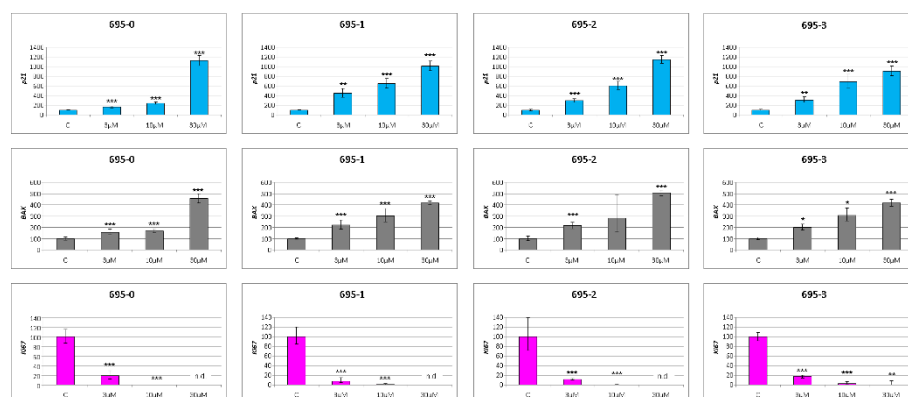 695-0
1400
1200
1000
800
600
400
200
0
p21
***
***
***
C
3µM
10µM
30µM
695-1
1400
1200
1000
800
600
400
200
0
p21
**
***
***
C
3µM
10µM
30µM
695-2
1400
1200
1000
800
600
400
200
0
p21
***
***
***
C
3µM
10µM
30µM
695-3
1400
1200
1000
800
600
400
200
0
p21
**
***
***
C
3µM
10µM
30µM
695-0
600
500
400
300
200
100
0
BAX
***
***
***
C
3µM
10µM
30µM
695-1
600
500
400
300
200
100
0
BAX
***
***
***
C
3µM
10µM
30µM
695-2
600
500
400
300
200
100
0
BAX
***
***
C
3µM
10µM
30µM
695-3
600
500
400
300
200
100
0
BAX
*
*
***
C
3µM
10µM
30µM
695-0
140
120
100
80
60
40
20
0
Ki67
***
***
n.d
C
3µM
10µM
30µM
695-1
140
120
100
80
60
40
20
0
Ki67
***
***
n.d
C
3µM
10µM
30µM
695-2
140
120
100
80
60
40
20
0
Ki67
***
***
n.d
C
3µM
10µM
30µM
695-3
140
120
100
80
60
40
20
0
Ki67
***
***
**
C
3µM
10µM
30µM